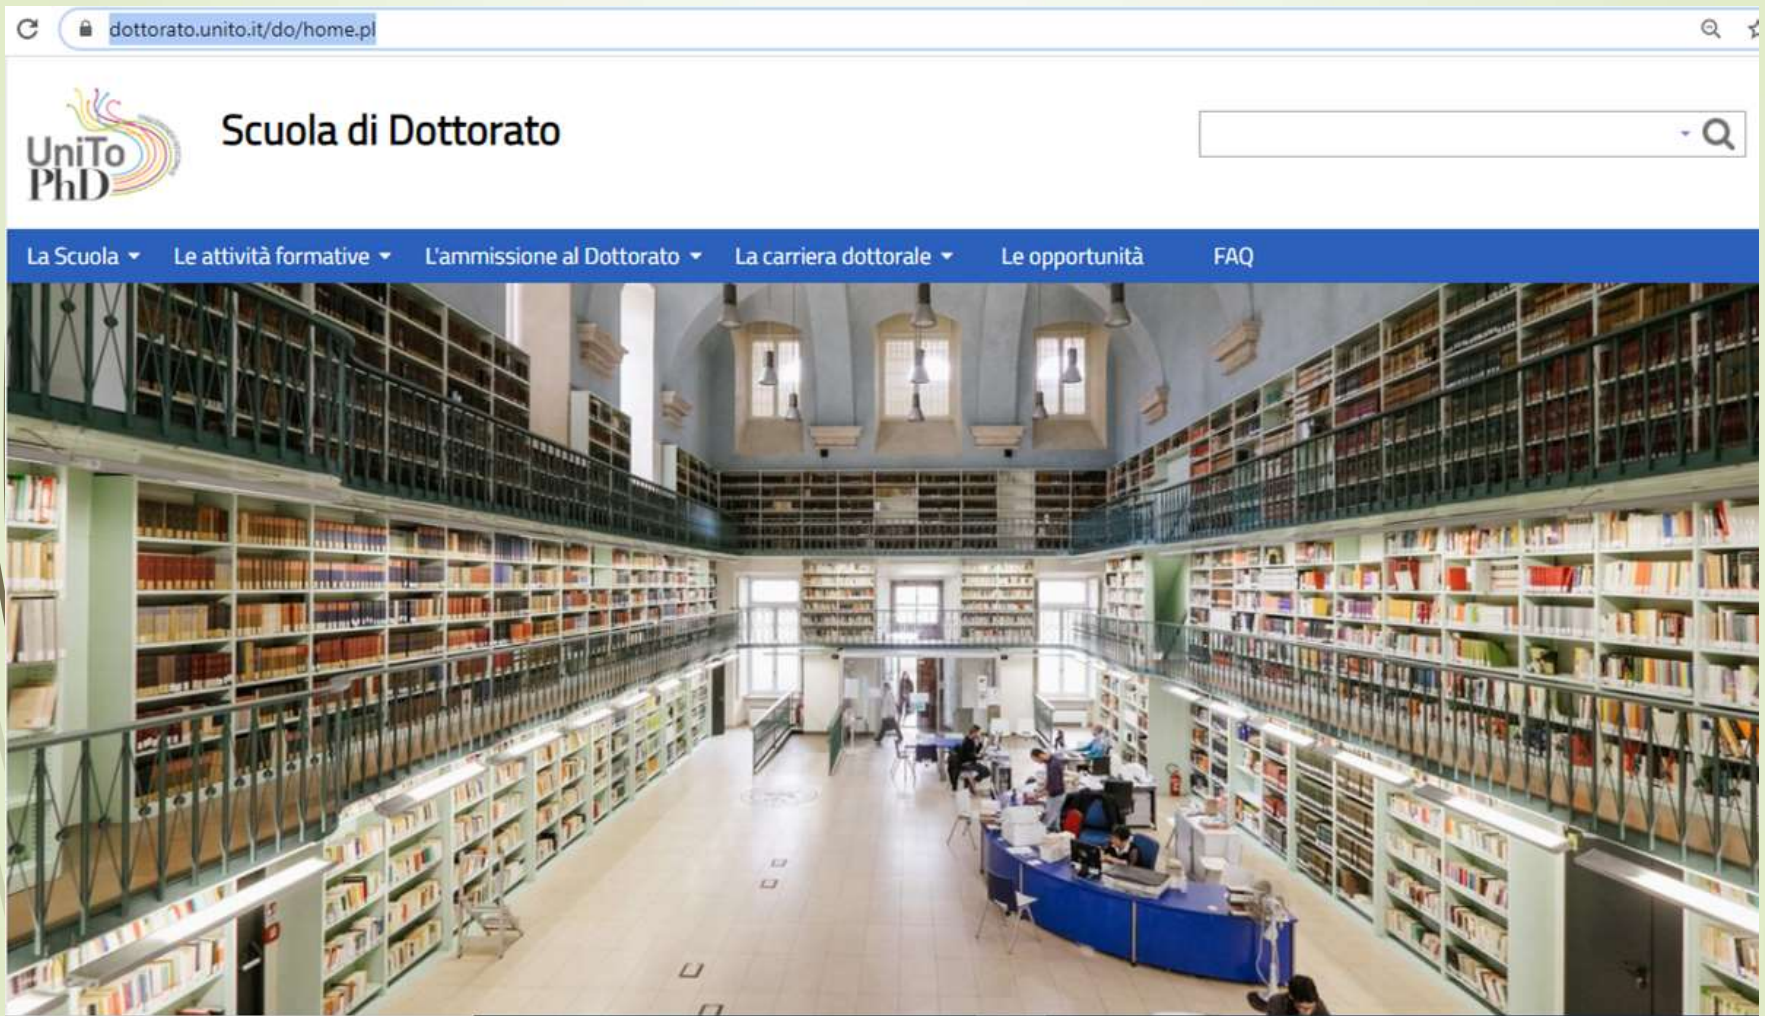 dottorato.unito.it/do/home.pl
UniTo
PhD
Scuola di Dottorato
La Scuola
Le attività formative
L'ammissione al Dottorato
La carriera dottorale
Le opportunità
FAQ